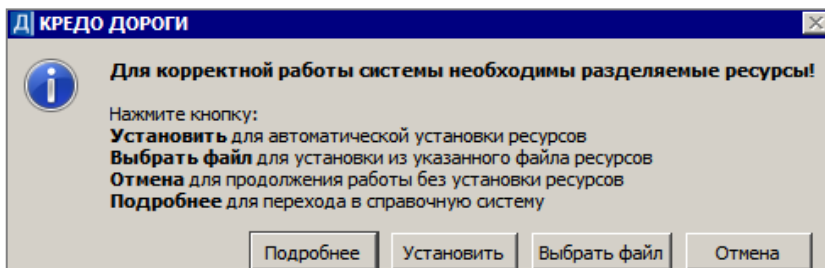 Д КРЕДО ДОРОГИ
Для корректной работы системы необходимы разделяемые ресурсы!
Нажмите кнопку:
Установить для автоматической установки ресурсов
Выбрать файл для установки из указанного файла ресурсов
Отмена для продолжения работы без установки ресурсов
Подробнее для перехода в справочную систему
Подробнее Установить Выбрать файл Отмена